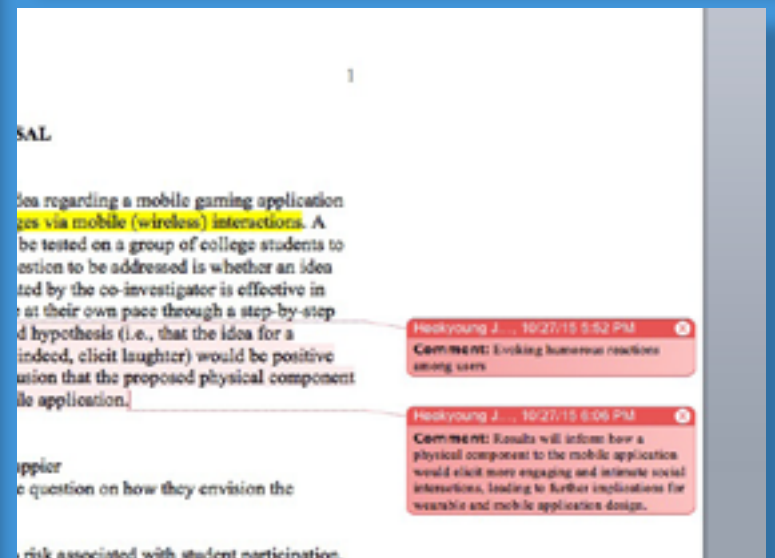 1
SAL
dea regarding a mobile gaming application
ges via mobile (wireless) interactions. A
be tested on a group of college students to
estion to be addressed is whether an idea
ted by the co-investigator is effective in
at their own pace through a step-by-step
d hypothesis (i.e., that the idea for a
indeed, elicit laughter) would be positive
usion that the proposed physical component
ile application.
Heekyoung J..., 10/27/15 5:52 PM
Comment: Evoking humorous reactions
among users
Heekyoung J..., 10/27/15 6:06 PM
Comment: Results will inform how a
physical component to the mobile application
would elicit more engaging and intimate social
interactions, leading to further implications for
wearable and mobile application design.
appier
e question on how they envision the
risk associated with student participation.